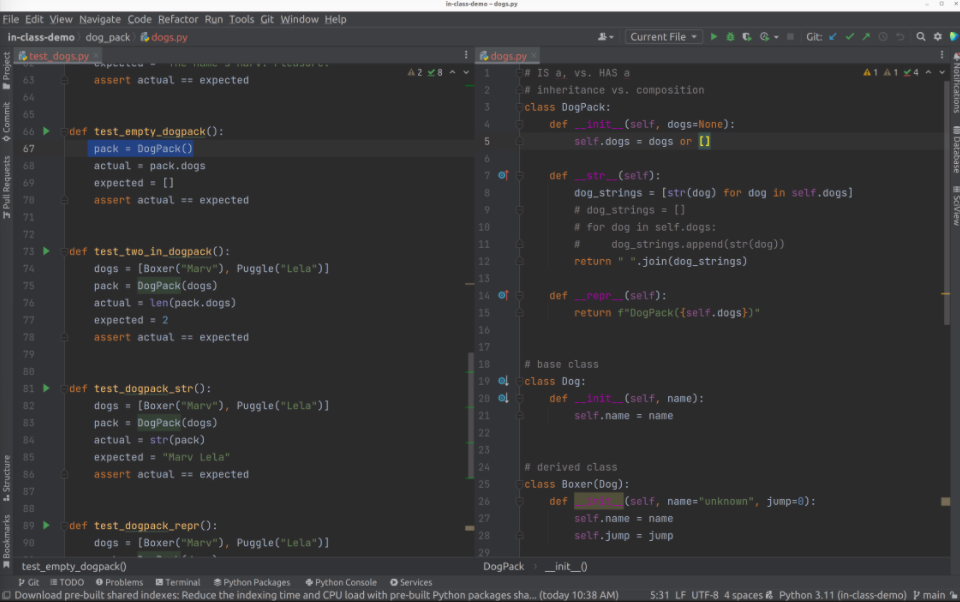 in-class-demo – dogs.py
File Edit View Navigate Code Refactor Run Tools Git Window Help
in-class-demo dog_pack dogs.py
Current File
Git:
test_dogs.py
dogs.py
Project
Commit
Pull Requests
Structure
Bookmarks
Notifications
Database
SciView
2 8
63 assert actual == expected
64
65
66 def test_empty_dogpack():
67 pack = DogPack()
68 actual = pack.dogs
69 expected = []
70 assert actual == expected
71
72
73 def test_two_in_dogpack():
74 dogs = [Boxer("Marv"), Puggle("Lela")]
75 pack = DogPack(dogs)
76 actual = len(pack.dogs)
77 expected = 2
78 assert actual == expected
79
80
81 def test_dogpack_str():
82 dogs = [Boxer("Marv"), Puggle("Lela")]
83 pack = DogPack(dogs)
84 actual = str(pack)
85 expected = "Marv Lela"
86 assert actual == expected
87
88
89 def test_dogpack_repr():
90 dogs = [Boxer("Marv"), Puggle("Lela")]
test_empty_dogpack()
1 1 4
1 # IS a, vs. HAS a
2 # inheritance vs. composition
3 class DogPack:
4 def __init__(self, dogs=None):
5 self.dogs = dogs or []
6
7 def __str__(self):
8 dog_strings = [str(dog) for dog in self.dogs]
9 # dog_strings = []
10 # for dog in self.dogs:
11 # dog_strings.append(str(dog))
12 return " ".join(dog_strings)
13
14 def __repr__(self):
15 return f"DogPack({self.dogs})"
16
17
18 # base class
19 class Dog:
20 def __init__(self, name):
21 self.name = name
22
23
24 # derived class
25 class Boxer(Dog):
26 def __init__(self, name="unknown", jump=0):
27 self.name = name
28 self.jump = jump
29
DogPack __init__()
Git TODO Problems Terminal Python Packages Python Console Services
Download pre-built shared indexes: Reduce the indexing time and CPU load with pre-built Python packages sha... (today 10:38 AM) 5:31 LF UTF-8 4 spaces Python 3.11 (in-class-demo) main